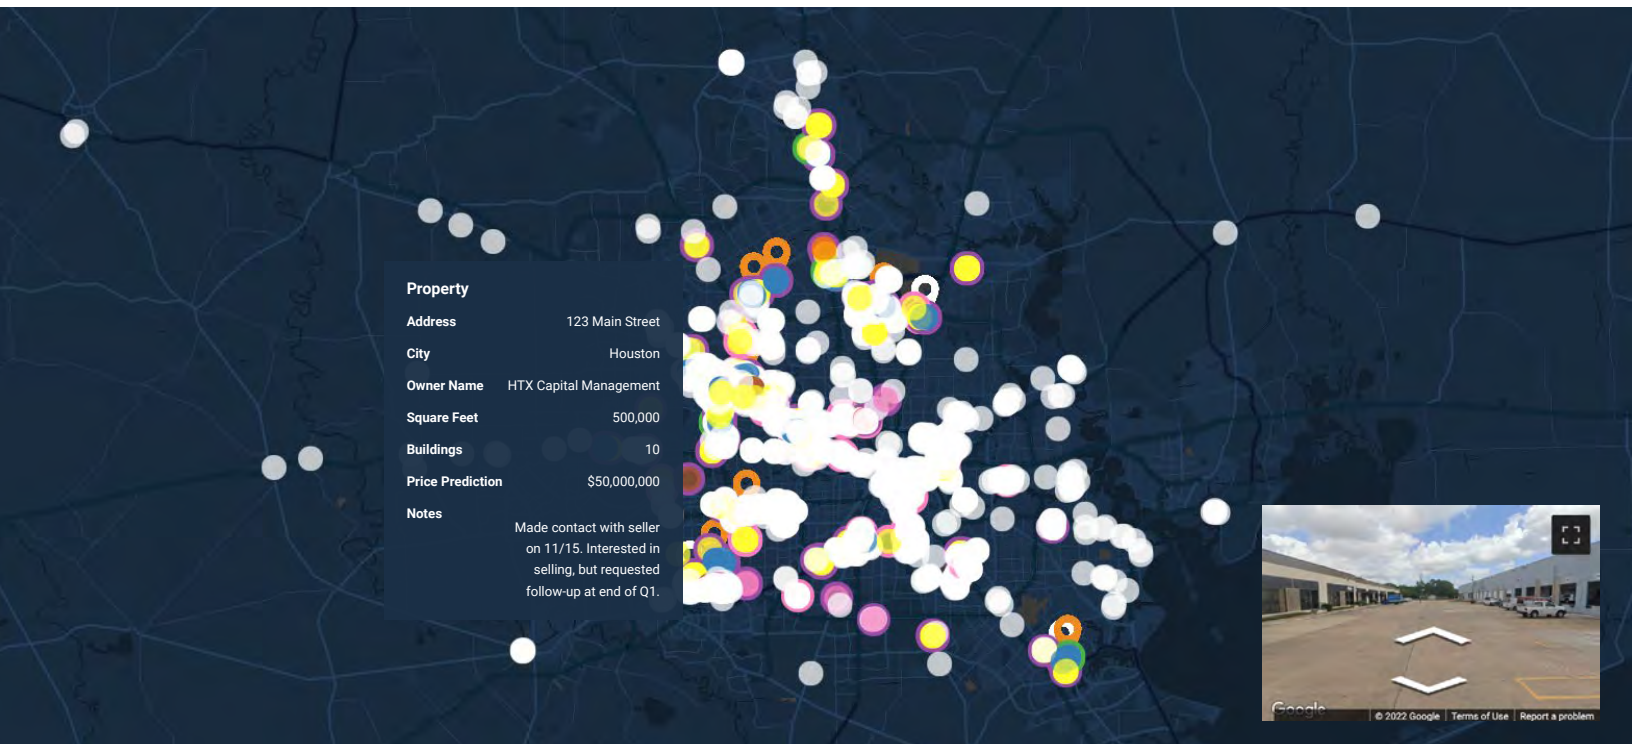 Property
Address 123 Main Street
City Houston
Owner Name HTX Capital Management
Square Feet 500,000
Buildings 10
Price Prediction $50,000,000
Notes
Made contact with seller
on 11/15. Interested in
selling, but requested
follow-up at end of Q1.
Google
© 2022 Google Terms of Use Report a problem